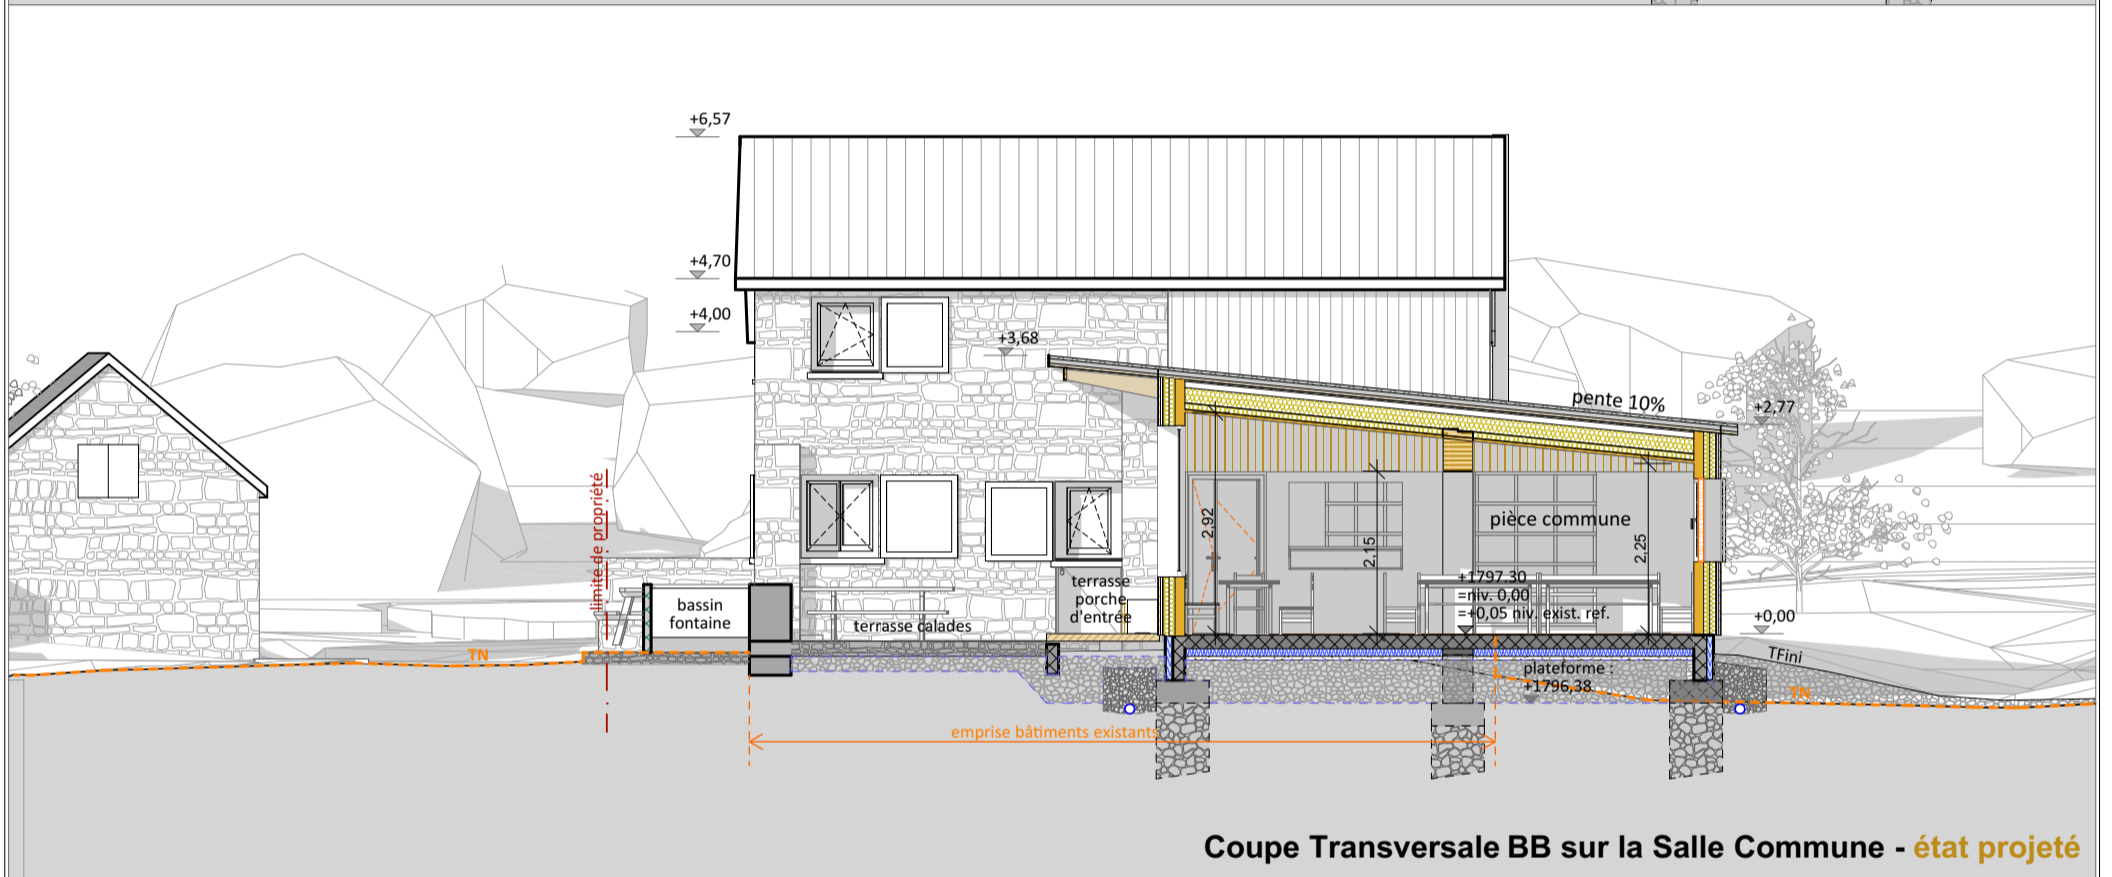 +6,57
+4,70
+4,00
+3,68
pente 10%
+2,77
limite de propriété
2,92
2,15
pièce commune
2,25
bassin
fontaine
terrasse calades
terrasse
porche
d'entrée
+1797.30
=niv. 0,00
=+0,05 niv. exist. ref.
+0,00
TN
TFini
plateforme :
+1796,38
TN
emprise bâtiments existants
Coupe Transversale BB sur la Salle Commune - état projeté